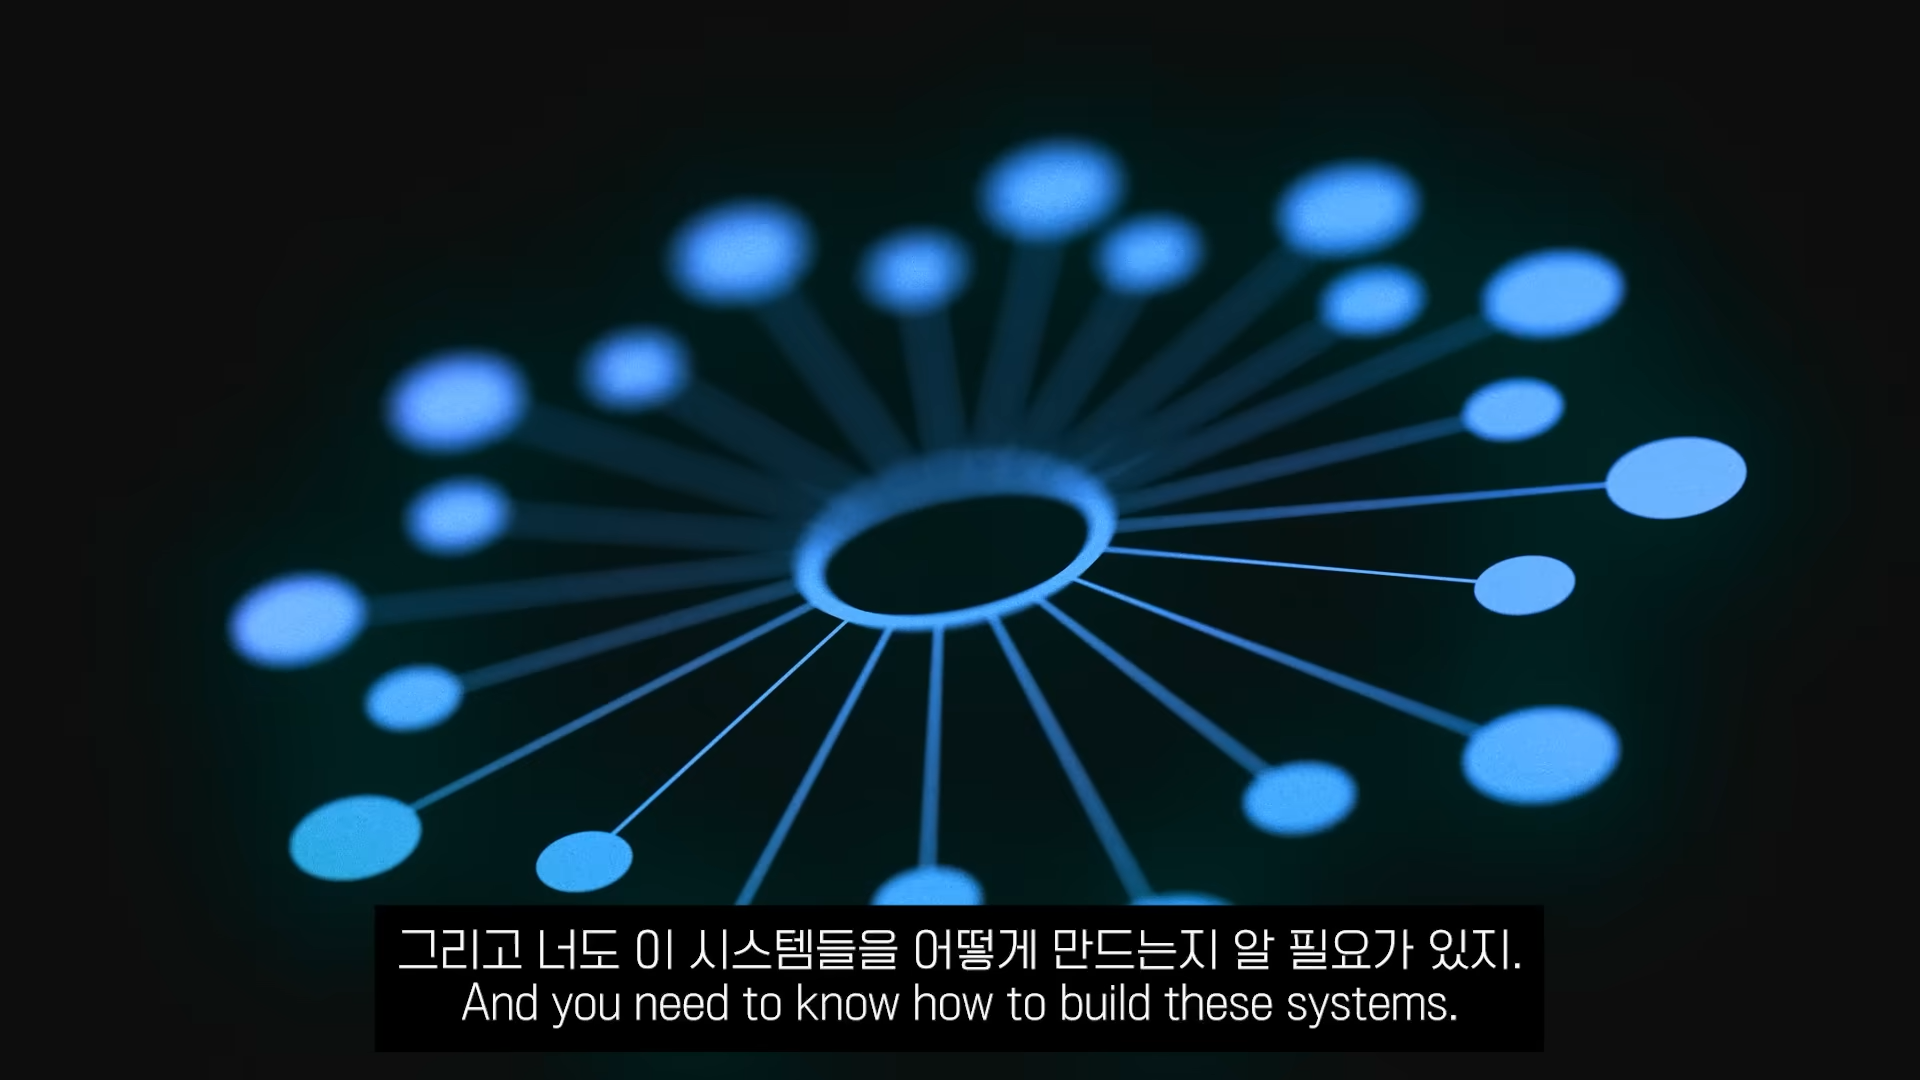 그리고 너도 이 시스템들을 어떻게 만드는지 알 필요가 있지.
And you need to know how to build these systems.